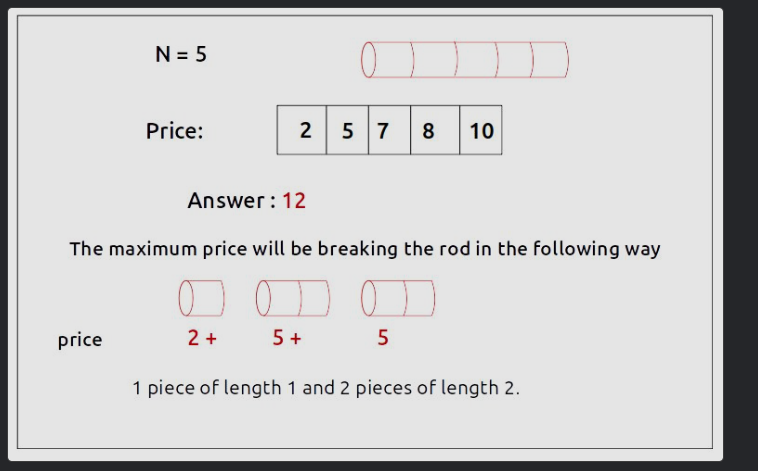 N = 5
Price: 2 5 7 8 10
Answer : 12
The maximum price will be breaking the rod in the following way
price 2 + 5 + 5
1 piece of length 1 and 2 pieces of length 2.